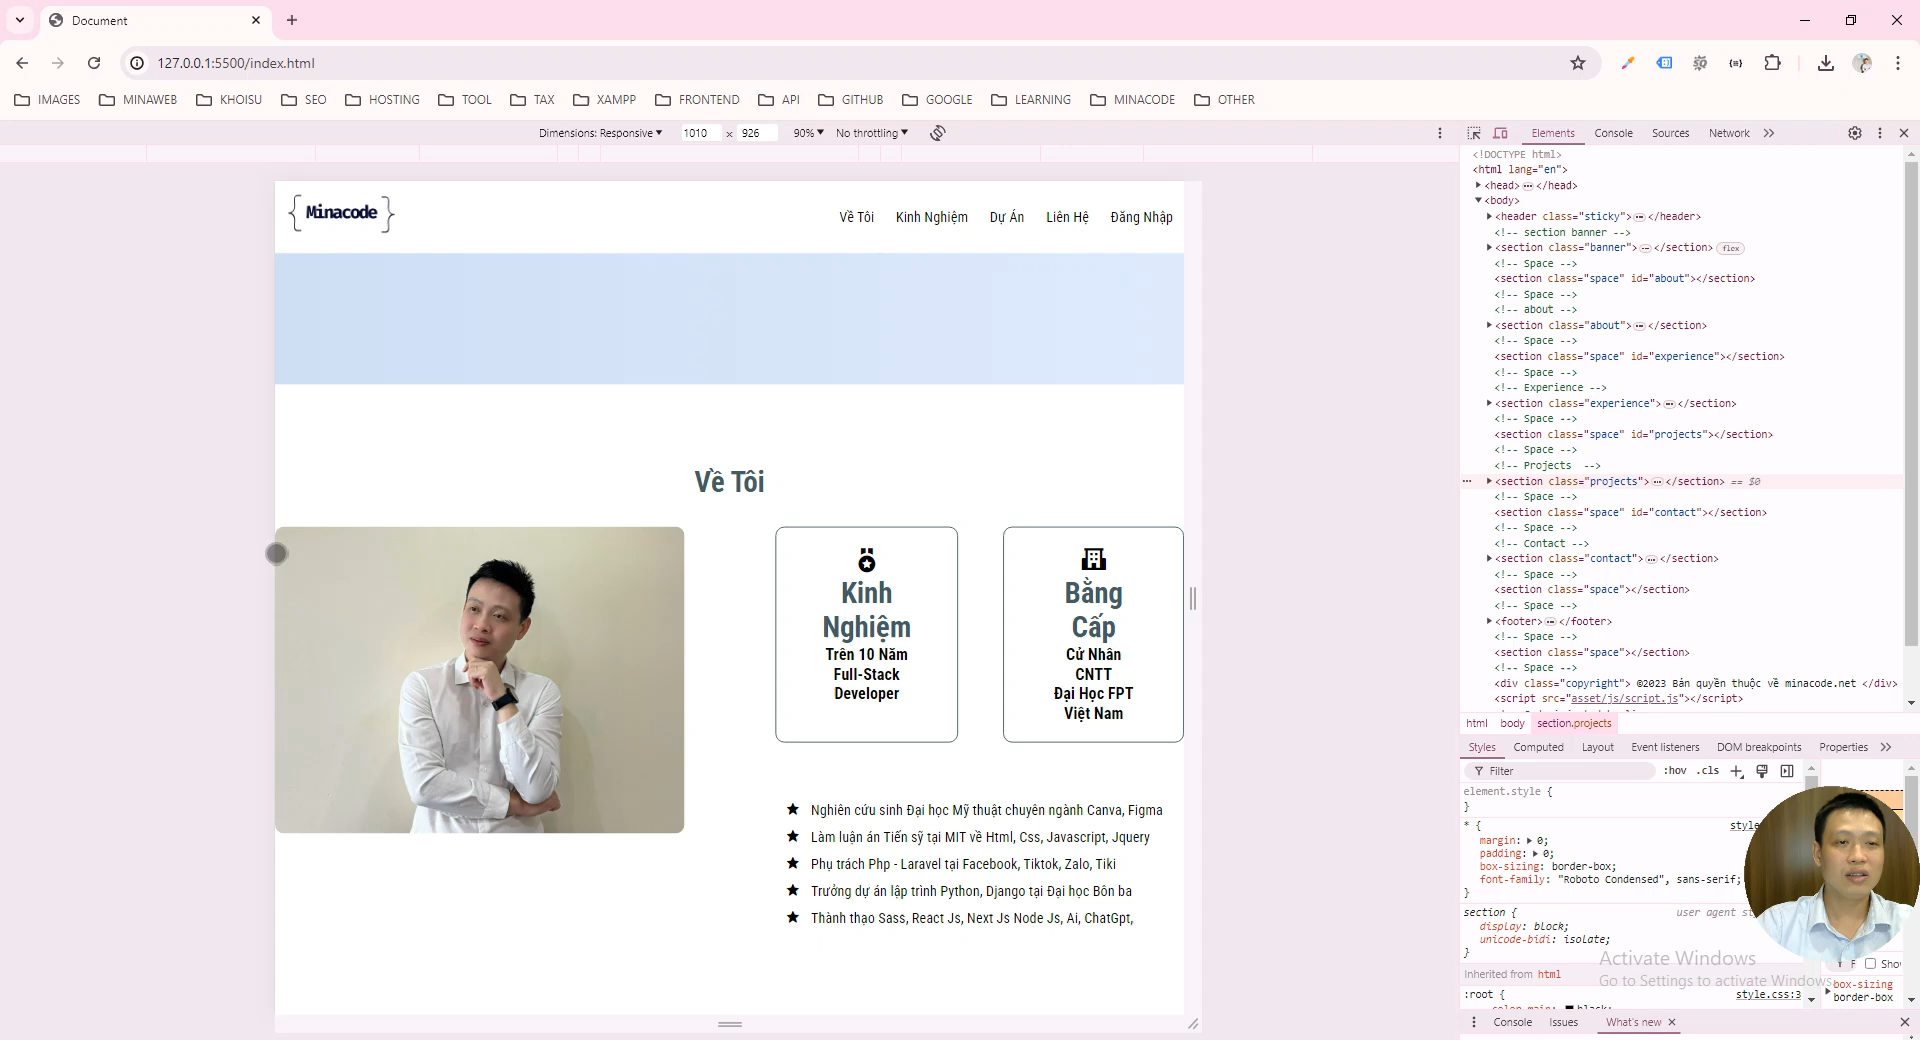 Document
127.0.0.1:5500/index.html
IMAGES MINAWEB KHOISU SEO HOSTING TOOL TAX XAMPP FRONTEND API GITHUB GOOGLE LEARNING MINACODE OTHER
Dimensions: Responsive 1010 x 926 90% No throttling
Elements Console Sources Network
Minacode
Về Tôi Kinh Nghiệm Dự Án Liên Hệ Đăng Nhập
Về Tôi
Kinh
Nghiệm
Trên 10 Năm
Full-Stack
Developer
Bằng
Cấp
Cử Nhân
CNTT
Đại Học FPT
Việt Nam
Nghiên cứu sinh Đại học Mỹ thuật chuyên ngành Canva, Figma
Làm luận án Tiến sỹ tại MIT về Html, Css, Javascript, Jquery
Phụ trách Php - Laravel tại Facebook, Tiktok, Zalo, Tiki
Trưởng dự án lập trình Python, Django tại Đại học Bôn ba
Thành thạo Sass, React Js, Next Js Node Js, Ai, ChatGpt,
<!DOCTYPE html>
<html lang="en">
<head> </head>
<body>
<header class="sticky"> </header>
<!-- section banner -->
<section class="banner"> </section> flex
<!-- Space -->
<section class="space" id="about"></section>
<!-- Space -->
<!-- about -->
<section class="about"> </section>
<!-- Space -->
<section class="space" id="experience"></section>
<!-- Space -->
<!-- Experience -->
<section class="experience"> </section>
<!-- Space -->
<section class="space" id="projects"></section>
<!-- Space -->
<!-- Projects -->
<section class="projects"> </section> == $0
<!-- Space -->
<section class="space" id="contact"></section>
<!-- Space -->
<!-- Contact -->
<section class="contact"> </section>
<!-- Space -->
<section class="space"></section>
<!-- Space -->
<footer> </footer>
<!-- Space -->
<section class="space"></section>
<!-- Space -->
<div class="copyright"> ©2023 Bản quyền thuộc về minacode.net </div>
<script src="asset/js/script.js"></script>
html body section.projects
Styles Computed Layout Event listeners DOM breakpoints Properties
Filter :hov .cls
element.style {
}
* { style
margin: 0;
padding: 0;
box-sizing: border-box;
font-family: "Roboto Condensed", sans-serif;
}
section { user agent
display: block;
unicode-bidi: isolate;
}
Inherited from html
:root { style.css:3
Activate Windows
Go to Settings to activate Windows.
box-sizing
border-box
Console Issues What's new